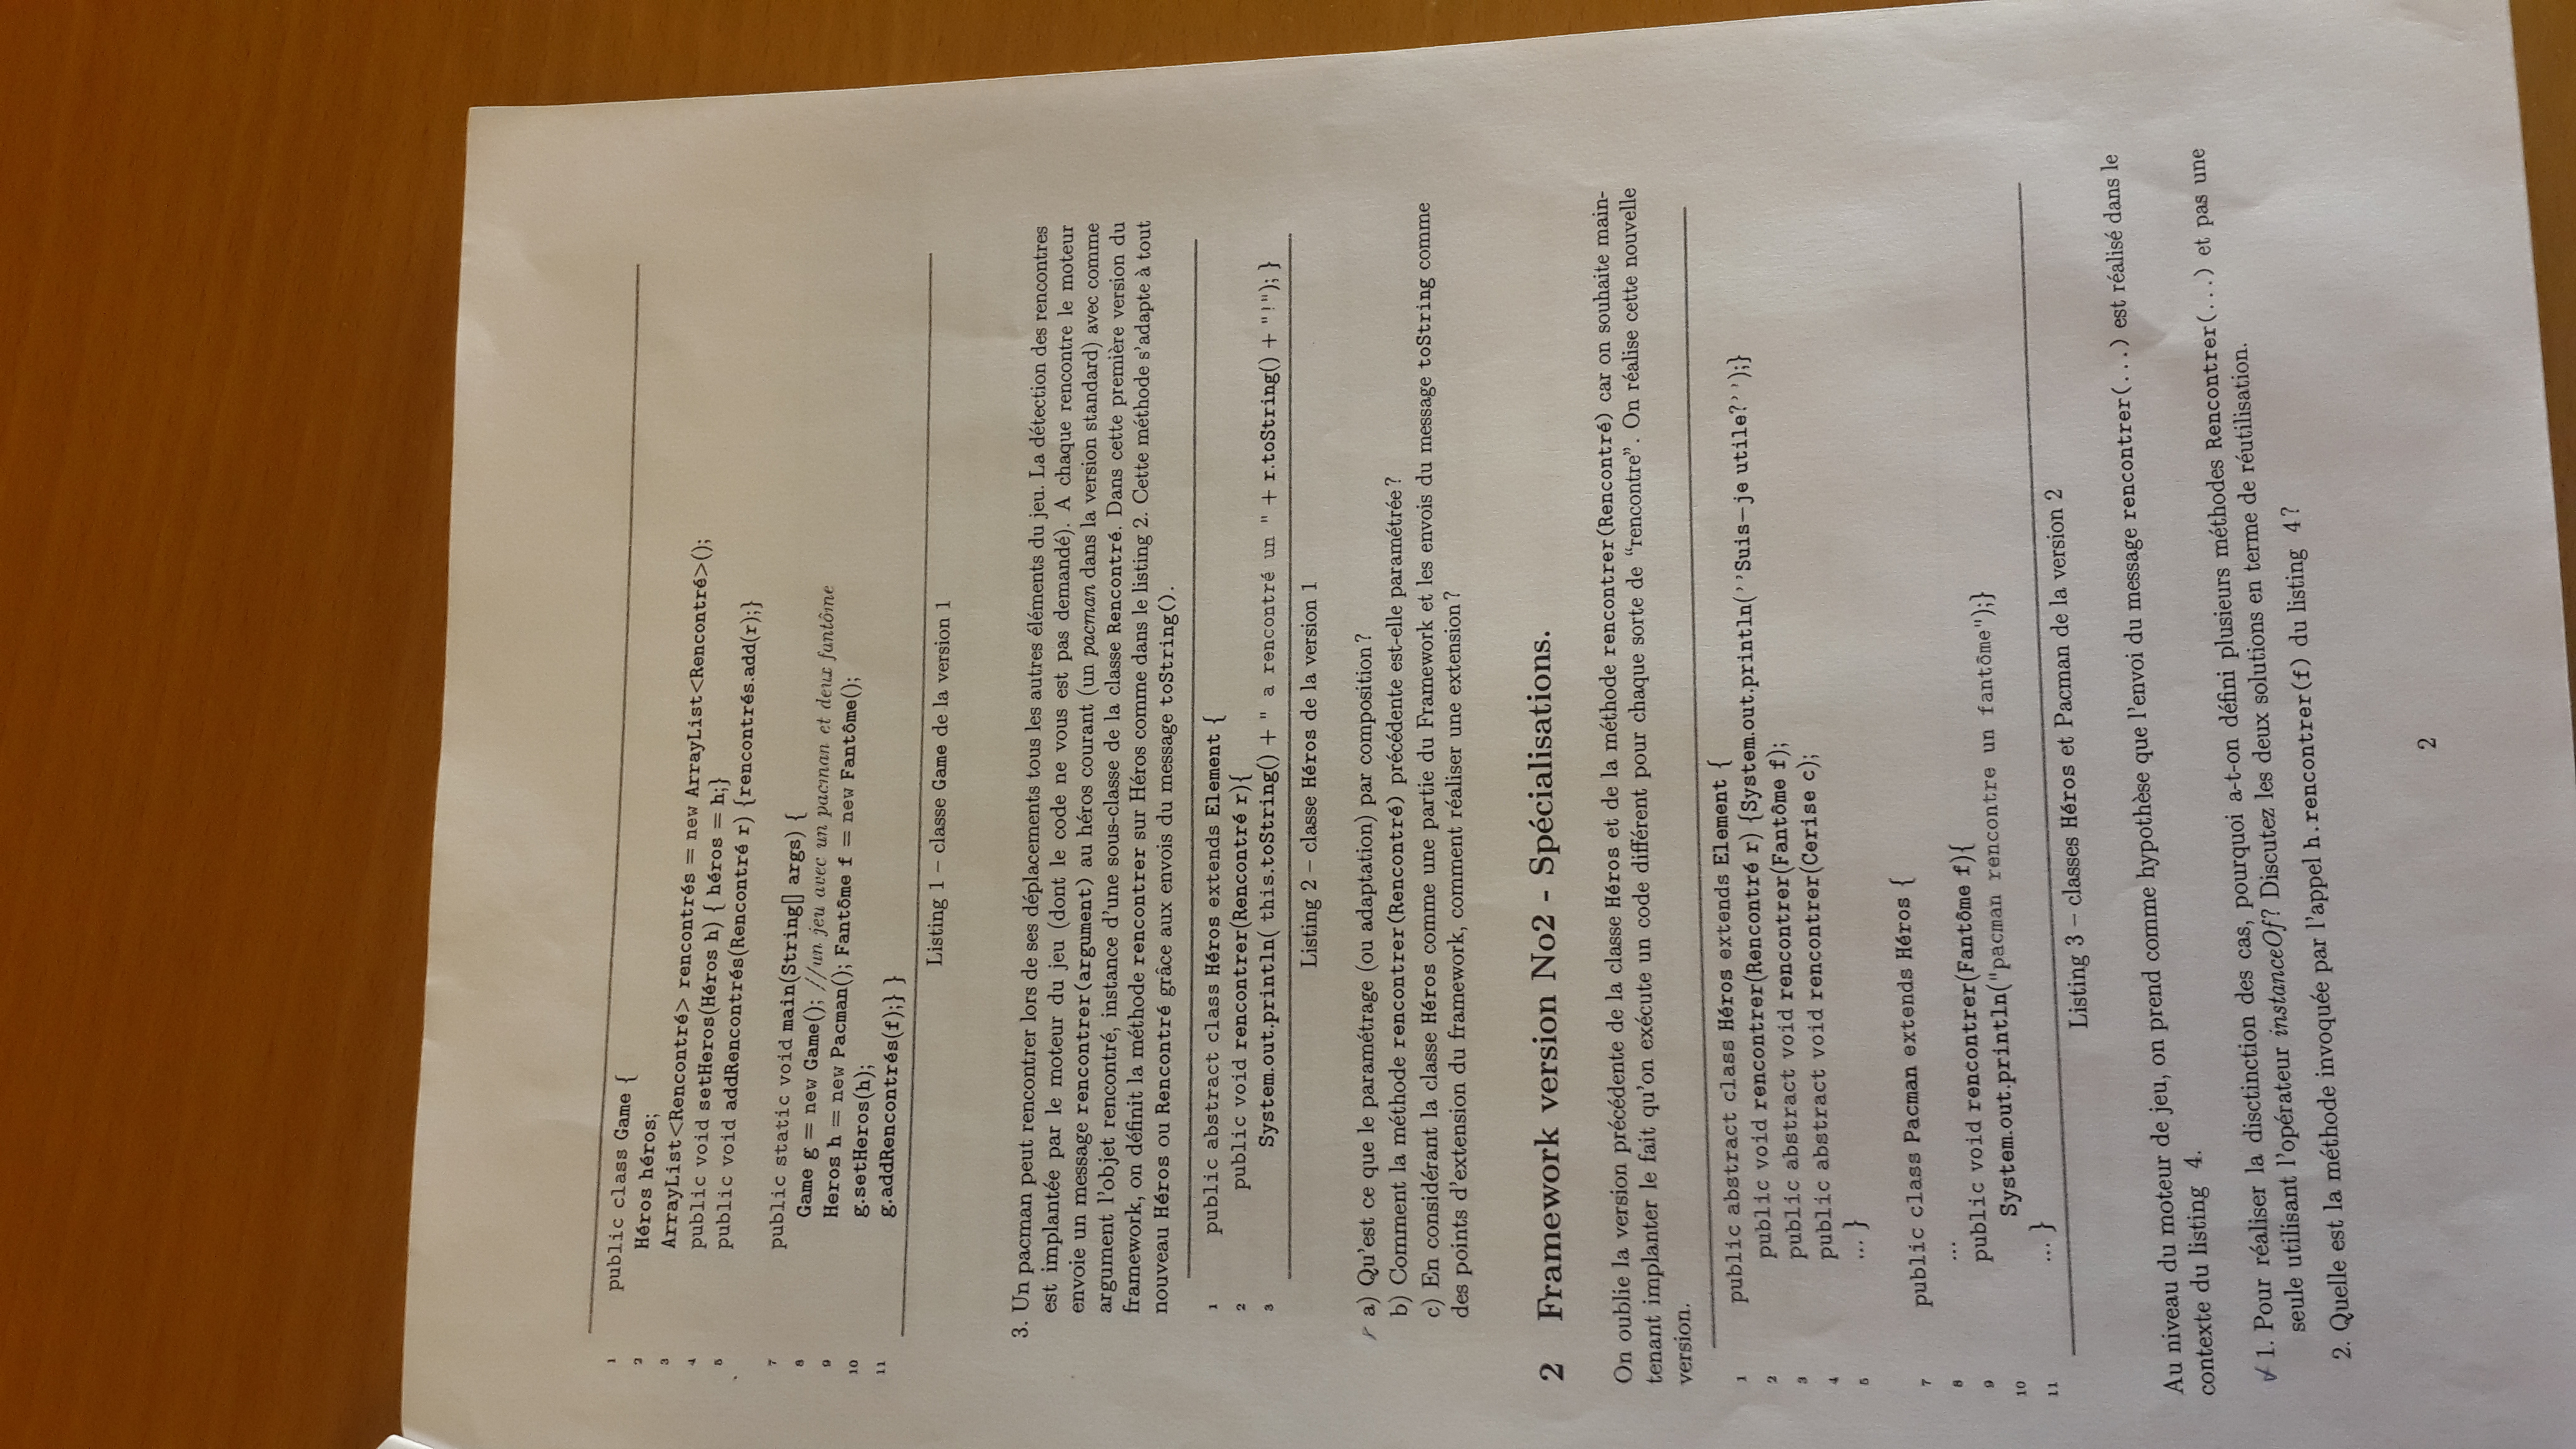 1 public class Game {
2 Héros héros;
3 ArrayList<Rencontré> rencontrés = new ArrayList<Rencontré>();
4 public void setHeros(Héros h) { héros = h;}
5 public void addRencontrés(Rencontré r) {rencontrés.add(r);}
7 public static void main(String[] args) {
8 Game g = new Game(); //un jeu avec un pacman et deux fantôme
9 Heros h = new Pacman(); Fantôme f = new Fantôme();
10 g.setHeros(h);
11 g.addRencontrés(f);} }
Listing 1 – classe Game de la version 1
3. Un pacman peut rencontrer lors de ses déplacements tous les autres éléments du jeu. La détection des rencontres
est implantée par le moteur du jeu (dont le code ne vous est pas demandé). A chaque rencontre le moteur
envoie un message rencontrer(argument) au héros courant (un pacman dans la version standard) avec comme
argument l'objet rencontré, instance d'une sous-classe de la classe Rencontré. Dans cette première version du
framework, on définit la méthode rencontrer sur Héros comme dans le listing 2. Cette méthode s'adapte à tout
nouveau Héros ou Rencontré grâce aux envois du message toString().
1 public abstract class Héros extends Element {
2 public void rencontrer(Rencontré r){
3 System.out.println( this.toString() + " a rencontré un " + r.toString() + "!"); }
Listing 2 – classe Héros de la version 1
a) Qu'est ce que le paramétrage (ou adaptation) par composition ?
b) Comment la méthode rencontrer(Rencontré) précédente est-elle paramétrée ?
c) En considérant la classe Héros comme une partie du Framework et les envois du message toString comme
des points d'extension du framework, comment réaliser une extension ?
2 Framework version No2 - Spécialisations.
On oublie la version précédente de la classe Héros et de la méthode rencontrer(Rencontré) car on souhaite main-
tenant implanter le fait qu'on exécute un code différent pour chaque sorte de “rencontre”. On réalise cette nouvelle
version.
1 public abstract class Héros extends Element {
2 public void rencontrer(Rencontré r) {System.out.println(’’Suis–je utile?’’);}
3 public abstract void rencontrer(Fantôme f);
4 public abstract void rencontrer(Cerise c);
5 ... }
7 public class Pacman extends Héros {
8 ...
9 public void rencontrer(Fantôme f){
10 System.out.println("pacman rencontre un fantôme");}
11 ... }
Listing 3 – classes Héros et Pacman de la version 2
Au niveau du moteur de jeu, on prend comme hypothèse que l'envoi du message rencontrer(...) est réalisé dans le
contexte du listing 4.
1. Pour réaliser la disctinction des cas, pourquoi a-t-on défini plusieurs méthodes Rencontrer(...) et pas une
seule utilisant l'opérateur instanceOf? Discutez les deux solutions en terme de réutilisation.
2. Quelle est la méthode invoquée par l'appel h.rencontrer(f) du listing 4 ?
2